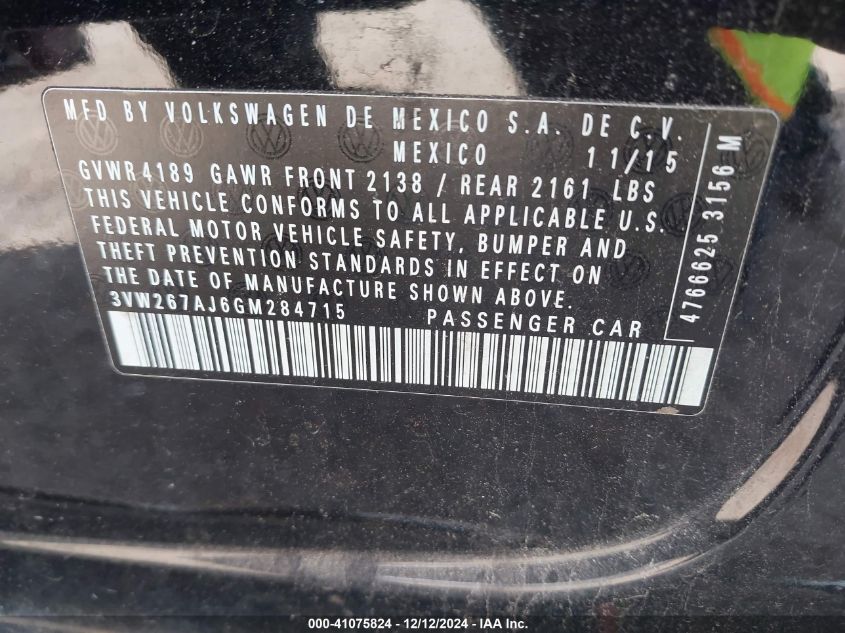 MFD BY VOLKSWAGEN DE MEXICO S.A. DE C.V.
MEXICO 11/15
GVWR 4189 GAWR FRONT 2138 / REAR 2161 LBS
THIS VEHICLE CONFORMS TO ALL APPLICABLE U.S.
FEDERAL MOTOR VEHICLE SAFETY, BUMPER AND
THEFT PREVENTION STANDARDS IN EFFECT ON
THE DATE OF MANUFACTURE SHOWN ABOVE.
3VW267AJ6GM284715 PASSENGER CAR
4766625 3156 M
000-41075824 - 12/12/2024 - IAA Inc.